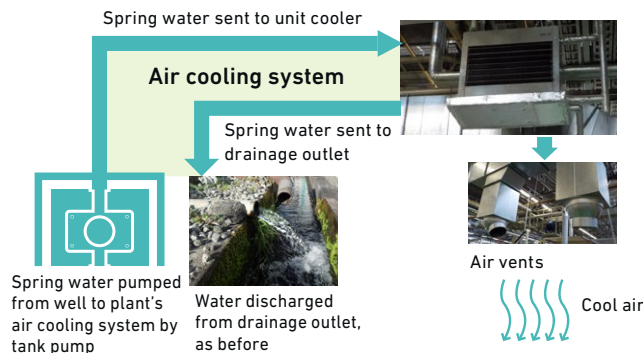 Spring water sent to unit cooler
Air cooling system
Spring water sent to
drainage outlet
Spring water pumped
from well to plant's
air cooling system by
tank pump
Water discharged
from drainage outlet,
as before
Air vents
Cool air